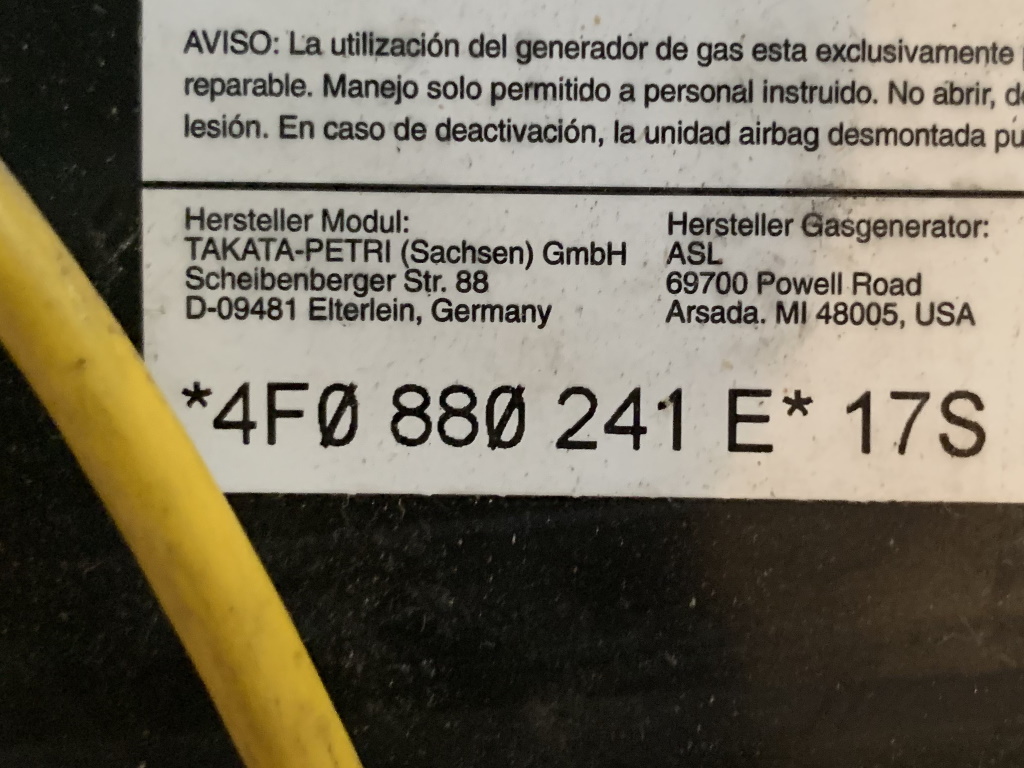 AVISO: La utilización del generador de gas esta exclusivamente
reparable. Manejo solo permitido a personal instruido. No abrir,
lesión. En caso de deactivación, la unidad airbag desmontada
Hersteller Modul:
TAKATA-PETRI (Sachsen) GmbH
Scheibenberger Str. 88
D-09481 Elterlein, Germany
Hersteller Gasgenerator:
ASL
69700 Powell Road
Arsada. MI 48005, USA
*4F0 880 241 E* 17S